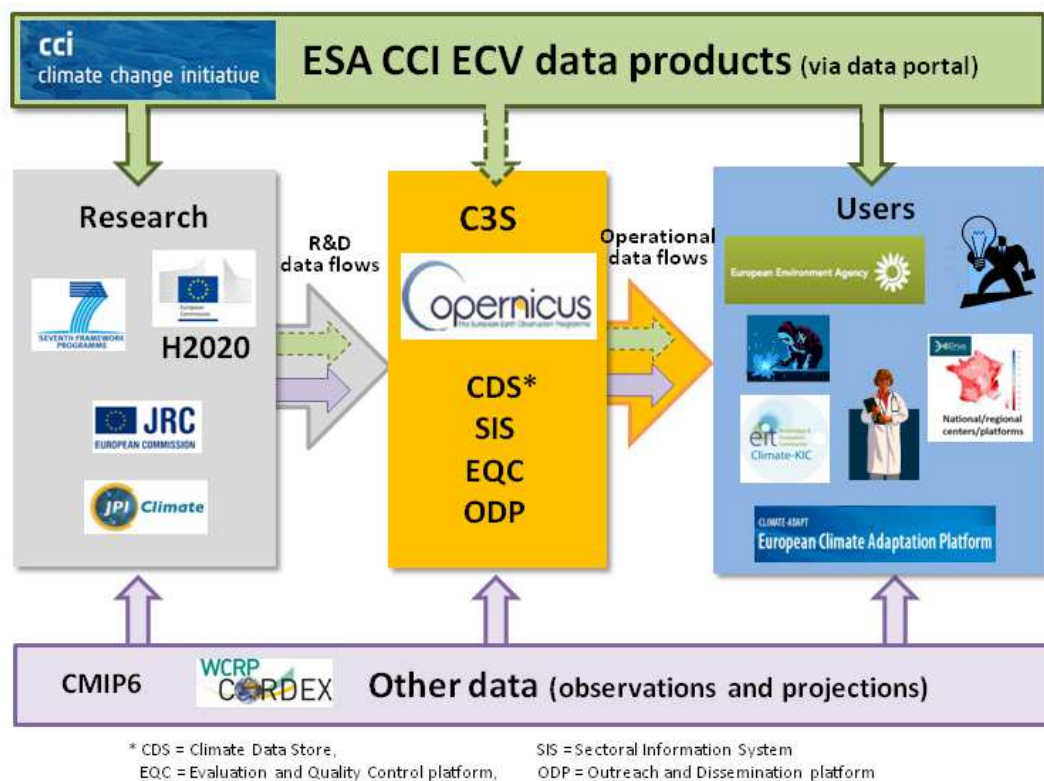 cci
climate change initiative
ESA CCI ECV data products (via data portal)
Research
SEVENTH FRAMEWORK
PROGRAMME
European
Commission
H2020
JRC
EUROPEAN COMMISSION
JPI Climate
R&D
data flows
C3S
opernicus
The European Earth Observation Programme
CDS*
SIS
EQC
ODP
Operational
data flows
Users
European Environment Agency
National/regional
centers/platforms
Climate-KIC
CLIMATE-ADAPT
European Climate Adaptation Platform
CMIP6
WCRP
CORDEX
Other data (observations and projections)
* CDS = Climate Data Store, SIS = Sectoral Information System
EQC = Evaluation and Quality Control platform, ODP = Outreach and Dissemination platform